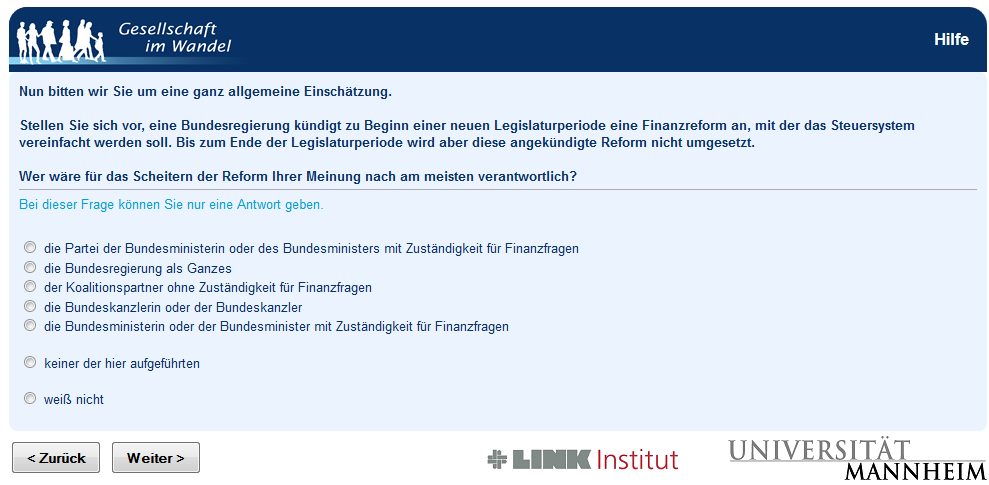 Gesellschaft
im Wandel
Hilfe
Nun bitten wir Sie um eine ganz allgemeine Einschätzung.
Stellen Sie sich vor, eine Bundesregierung kündigt zu Beginn einer neuen Legislaturperiode eine Finanzreform an, mit der das Steuersystem
vereinfacht werden soll. Bis zum Ende der Legislaturperiode wird aber diese angekündigte Reform nicht umgesetzt.
Wer wäre für das Scheitern der Reform Ihrer Meinung nach am meisten verantwortlich?
Bei dieser Frage können Sie nur eine Antwort geben.
die Partei der Bundesministerin oder des Bundesministers mit Zuständigkeit für Finanzfragen
die Bundesregierung als Ganzes
der Koalitionspartner ohne Zuständigkeit für Finanzfragen
die Bundeskanzlerin oder der Bundeskanzler
die Bundesministerin oder der Bundesminister mit Zuständigkeit für Finanzfragen
keiner der hier aufgeführten
weiß nicht
< Zurück
Weiter >
LINK Institut
UNIVERSITÄT
MANNHEIM